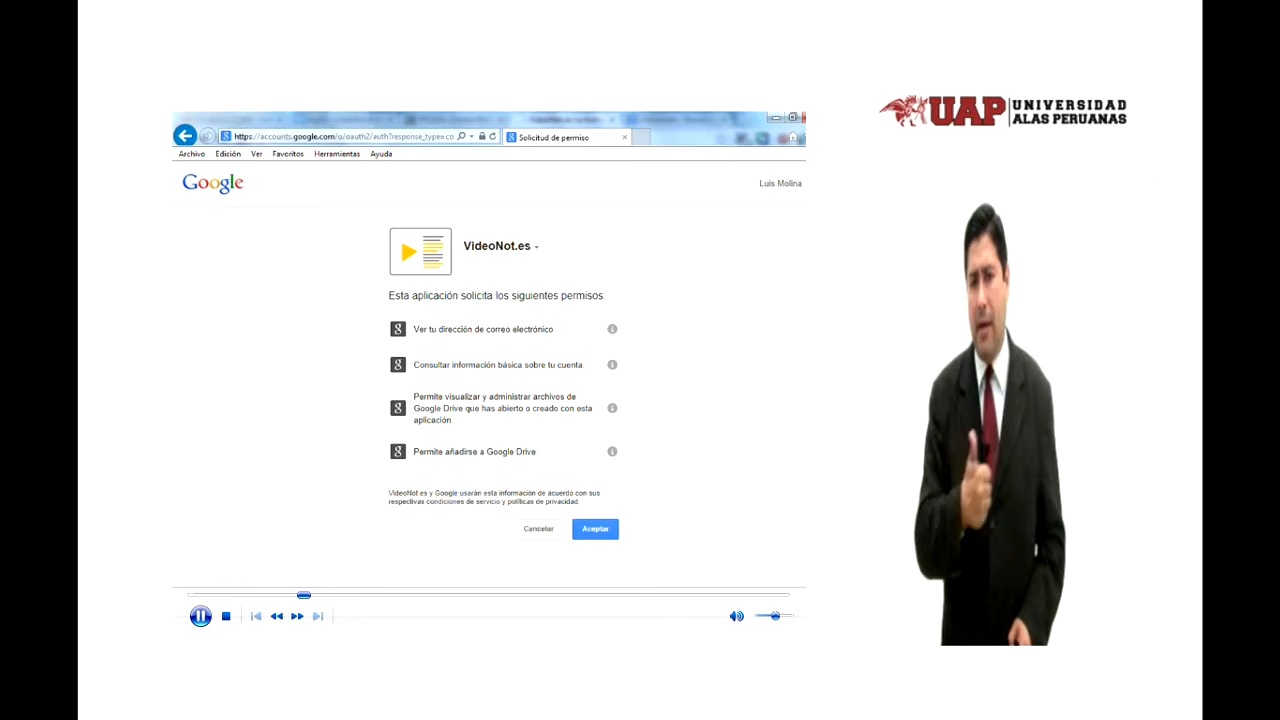 UAP UNIVERSIDAD
ALAS PERUANAS
https://accounts.google.com/o/oauth2/auth?response_type=co
Solicitud de permiso
Archivo Edición Ver Favoritos Herramientas Ayuda
Google
Luis Molina
VideoNot.es
Esta aplicación solicita los siguientes permisos:
Ver tu dirección de correo electrónico
Consultar información básica sobre tu cuenta
Permite visualizar y administrar archivos de
Google Drive que has abierto o creado con esta
aplicación
Permite añadirse a Google Drive
VideoNot.es y Google usarán esta información de acuerdo con sus
respectivas condiciones de servicio y políticas de privacidad.
Cancelar Aceptar